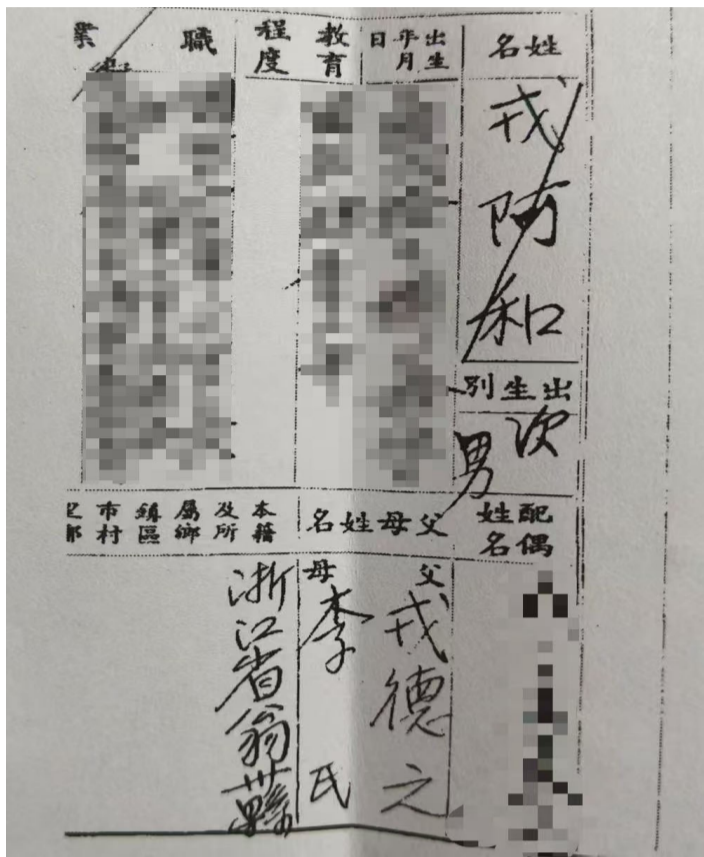 姓名
戎阿和
出生年月日
教育程度
職業
出生別
次男
配偶姓名
父母姓名
本籍及所屬鄉鎮區市村
父
戎德元
母
李氏
浙江省翁縣